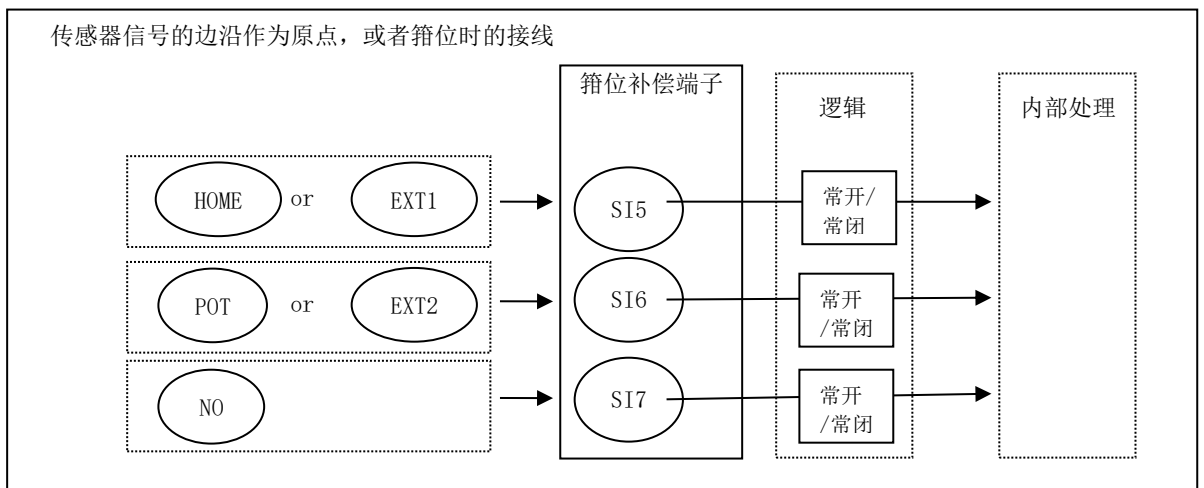 传感器信号的边沿作为原点，或者箝位时的接线
箝位补偿端子
逻辑
内部处理
HOME or EXT1
SI5
常开/
常闭
POT or EXT2
SI6
常开
/常闭
NO
SI7
常开
/常闭